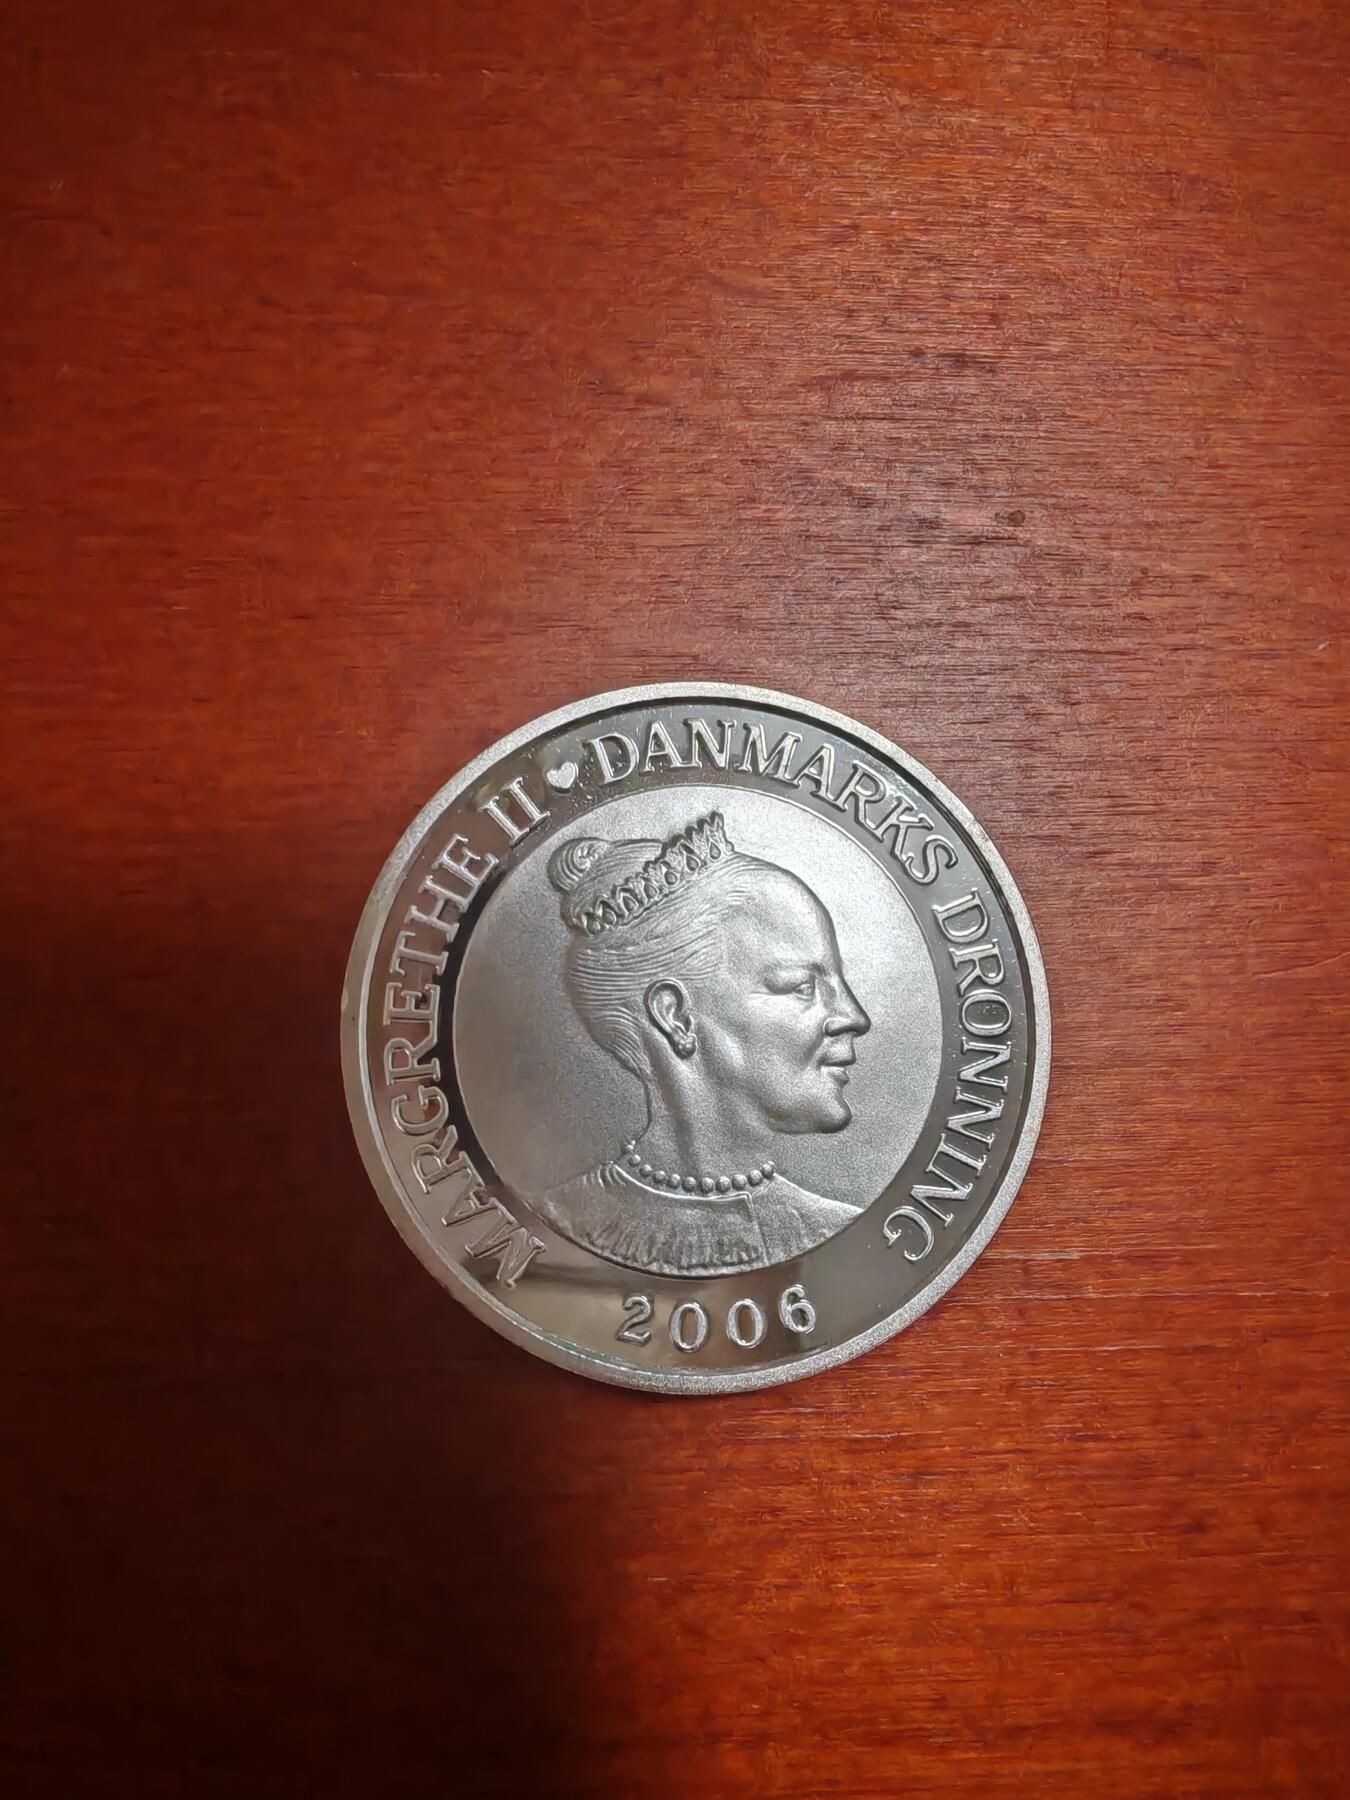 MARGRETHE II ♥ DANMARKS DRONNING
2006